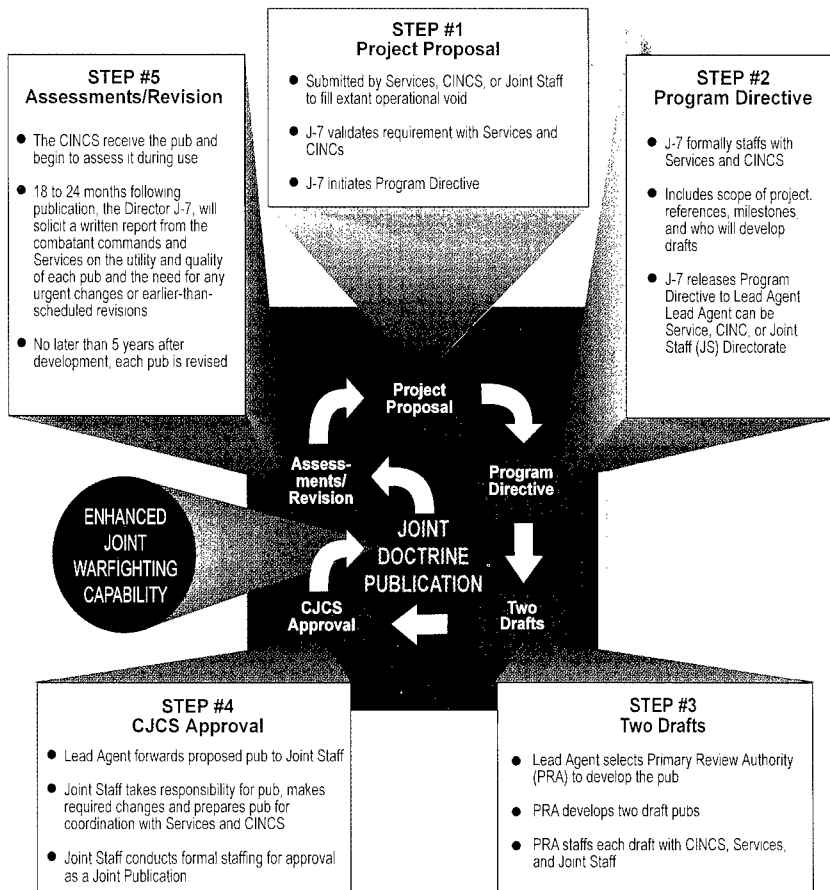 STEP #1
Project Proposal
● Submitted by Services, CINCS, or Joint Staff
to fill extant operational void
● J-7 validates requirement with Services and
CINCs
● J-7 initiates Program Directive
STEP #5
Assessments/Revision
● The CINCS receive the pub and
begin to assess it during use
● 18 to 24 months following
publication, the Director J-7, will
solicit a written report from the
combatant commands and
Services on the utility and quality
of each pub and the need for any
urgent changes or earlier-than-
scheduled revisions
● No later than 5 years after
development, each pub is revised
STEP #2
Program Directive
● J-7 formally staffs with
Services and CINCS
● Includes scope of project,
references, milestones,
and who will develop
drafts
● J-7 releases Program
Directive to Lead Agent
Lead Agent can be
Service, CINC, or Joint
Staff (JS) Directorate
Project
Proposal
Assess-
ments/
Revision
Program
Directive
ENHANCED
JOINT
WARFIGHTING
CAPABILITY
JOINT
DOCTRINE
PUBLICATION
CJCS
Approval
Two
Drafts
STEP #4
CJCS Approval
● Lead Agent forwards proposed pub to Joint Staff
● Joint Staff takes responsibility for pub, makes
required changes and prepares pub for
coordination with Services and CINCS
● Joint Staff conducts formal staffing for approval
as a Joint Publication
STEP #3
Two Drafts
● Lead Agent selects Primary Review Authority
(PRA) to develop the pub
● PRA develops two draft pubs
● PRA staffs each draft with CINCS, Services,
and Joint Staff